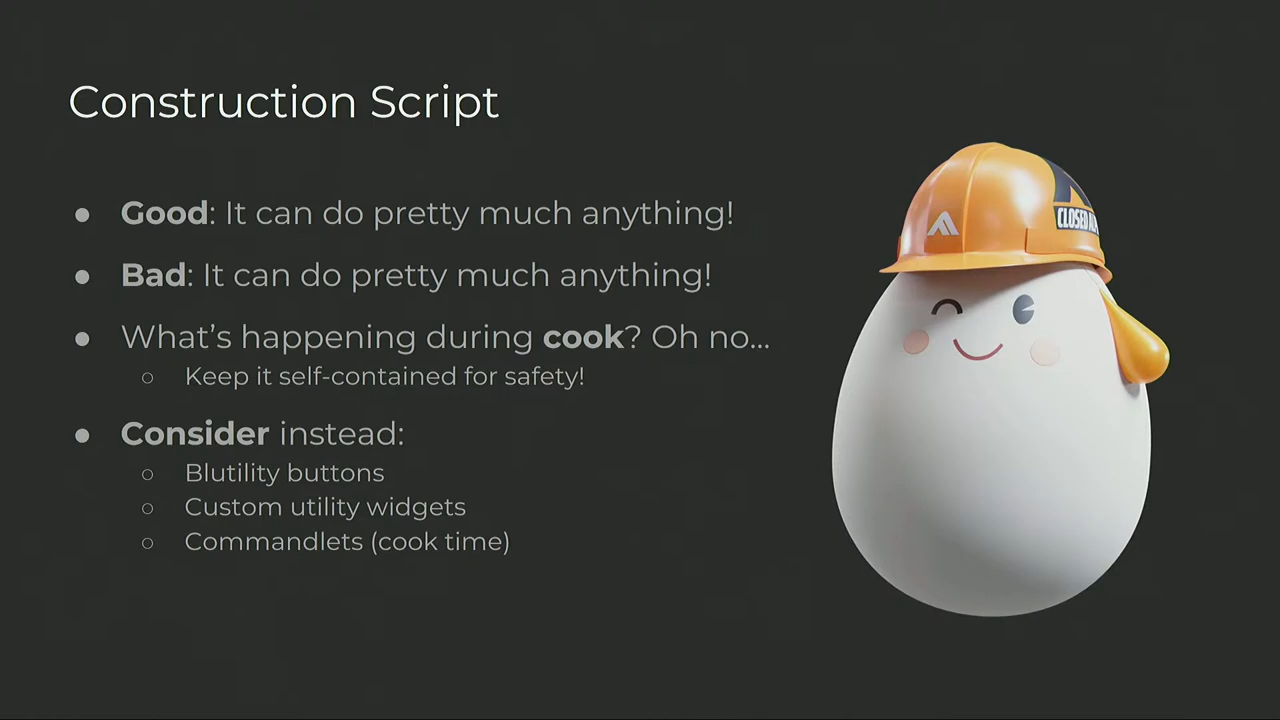 Construction Script
● Good: It can do pretty much anything!
● Bad: It can do pretty much anything!
● What's happening during cook? Oh no...
○ Keep it self-contained for safety!
● Consider instead:
○ Blutility buttons
○ Custom utility widgets
○ Commandlets (cook time)
CLOSED